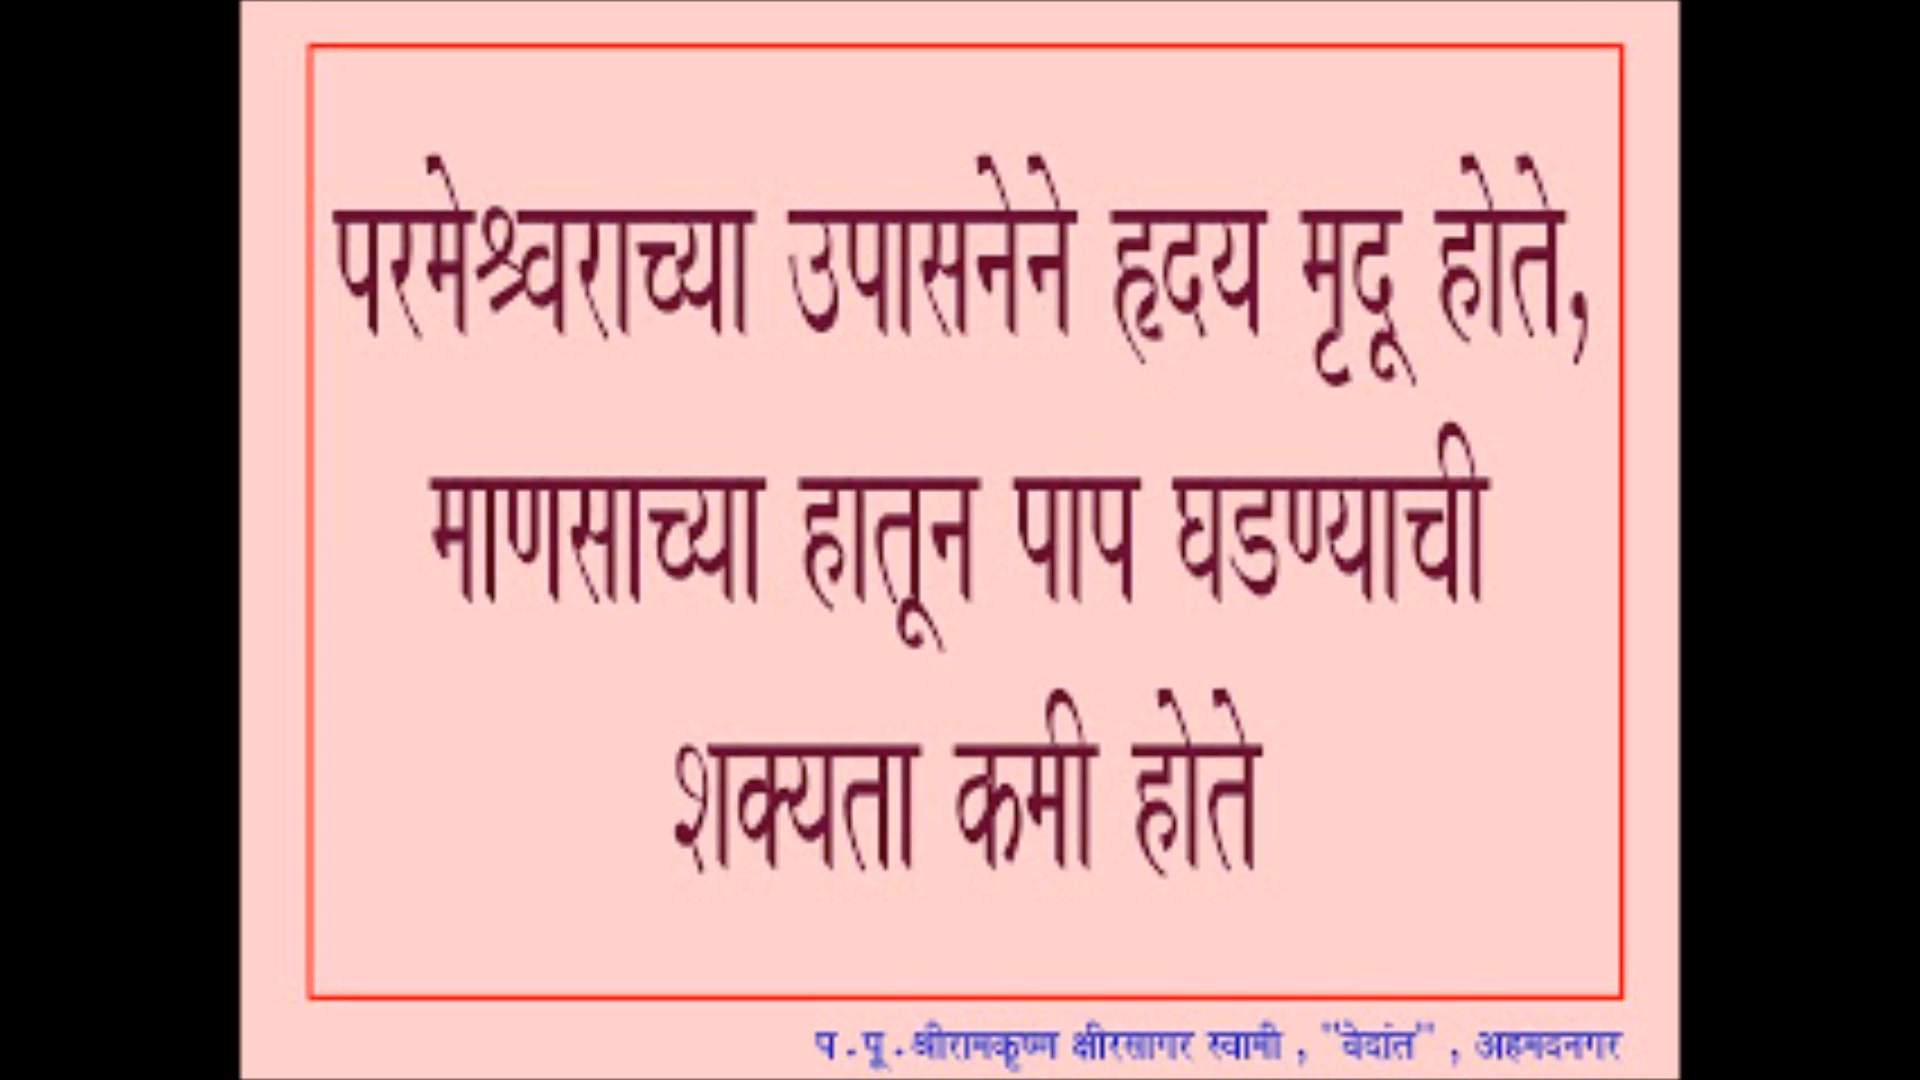 परमेश्र्वराच्या उपासनेने हृदय मृदू होते,
माणसाच्या हातून पाप घडण्याची
शक्यता कमी होते
प.पू.श्रीरामकृष्ण क्षीरसागर स्वामी , "वेदांत" , अहमदनगर